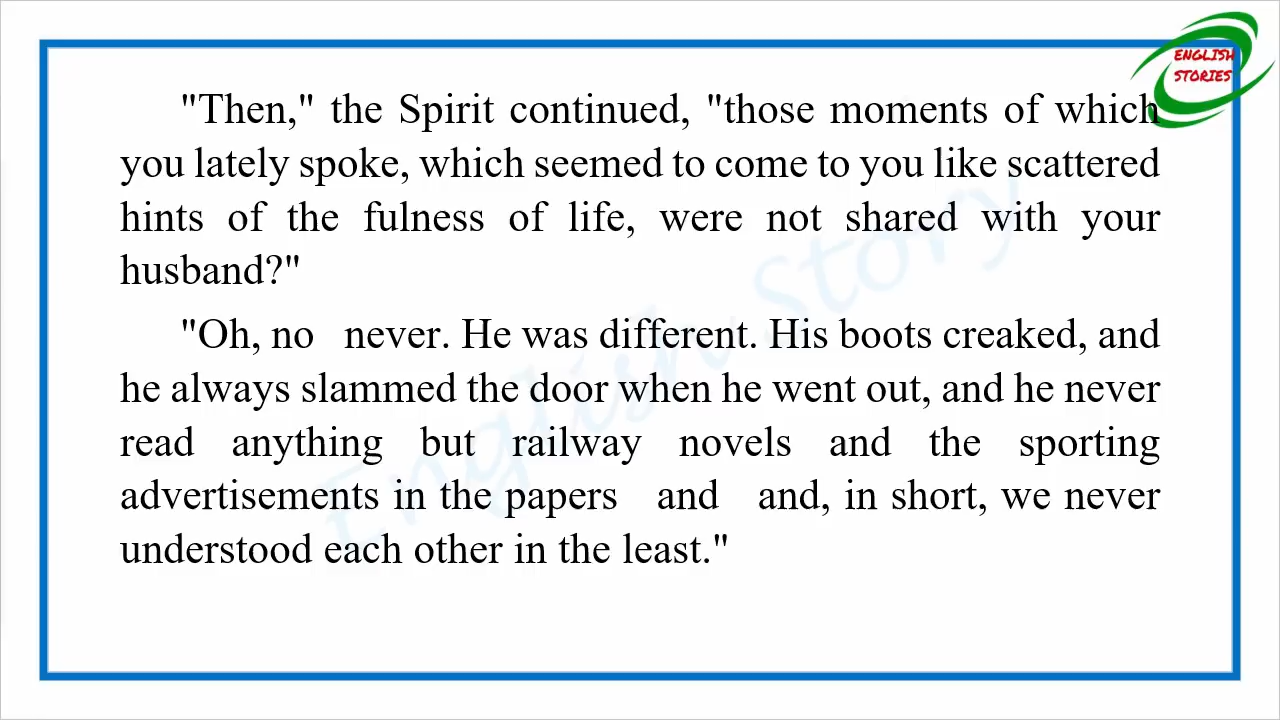 ENGLISH
STORIES
"Then," the Spirit continued, "those moments of which
you lately spoke, which seemed to come to you like scattered
hints of the fulness of life, were not shared with your
husband?"
"Oh, no never. He was different. His boots creaked, and
he always slammed the door when he went out, and he never
read anything but railway novels and the sporting
advertisements in the papers and and, in short, we never
understood each other in the least."
English Story